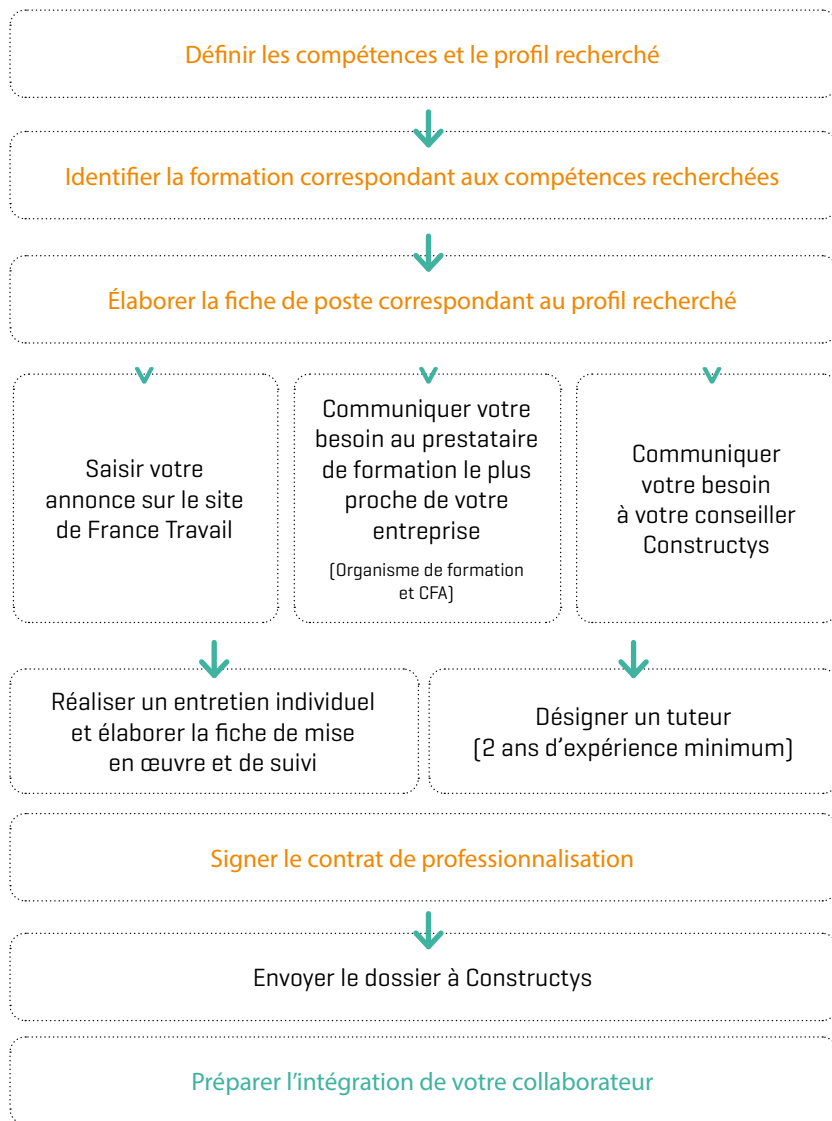 Définir les compétences et le profil recherché
Identifier la formation correspondant aux compétences recherchées
Élaborer la fiche de poste correspondant au profil recherché
Saisir votre
annonce sur le site
de France Travail
Communiquer votre
besoin au prestataire
de formation le plus
proche de votre
entreprise
(Organisme de formation
et CFA)
Communiquer
votre besoin
à votre conseiller
Constructys
Réaliser un entretien individuel
et élaborer la fiche de mise
en œuvre et de suivi
Désigner un tuteur
(2 ans d'expérience minimum)
Signer le contrat de professionnalisation
Envoyer le dossier à Constructys
Préparer l'intégration de votre collaborateur